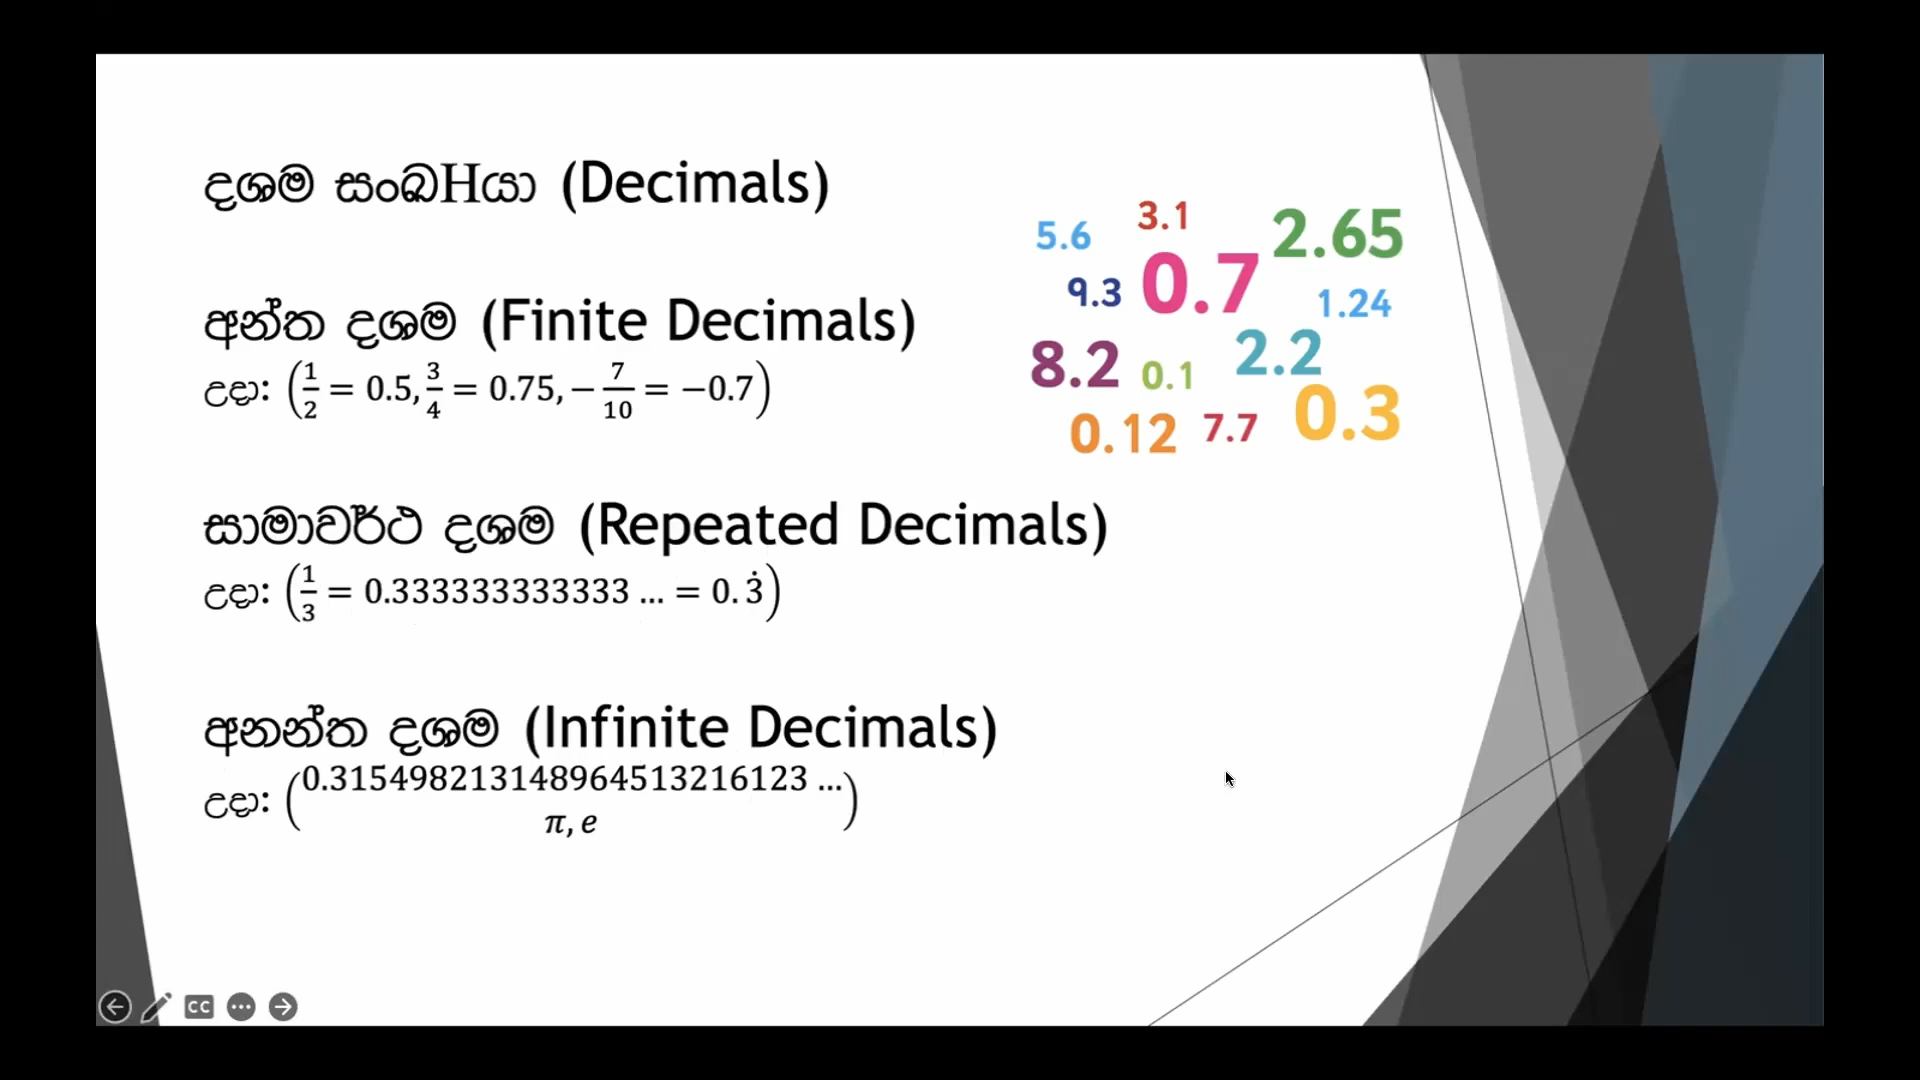 දශම සංඛHයා (Decimals)
අන්ත දශම (Finite Decimals)
උදා: (1/2 = 0.5, 3/4 = 0.75, −7/10 = −0.7)
සාමාවර්ථ දශම (Repeated Decimals)
උදා: (1/3 = 0.333333333333 ... = 0.3̇)
අනන්ත දශම (Infinite Decimals)
උදා: (0.315498213148964513216123 ...
π, e)
3.1
5.6
2.65
9.3
0.7
1.24
8.2
0.1
2.2
0.12
7.7
0.3
CC